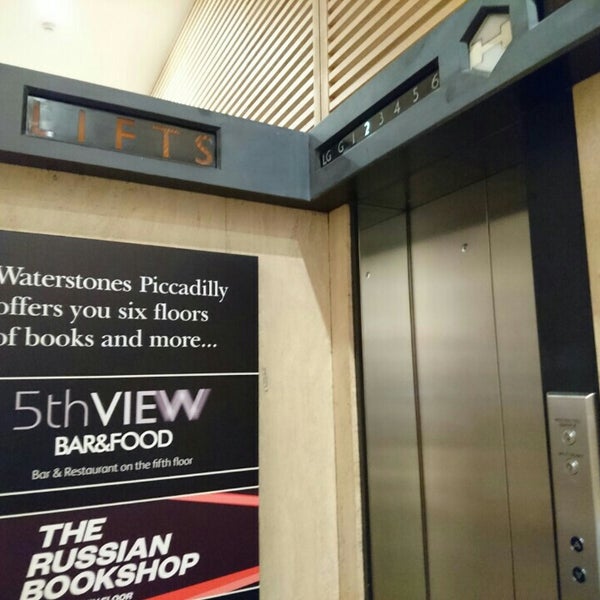 LIFTS
LG G 1 2 3 4 5 6
Waterstones Piccadilly
offers you six floors
of books and more...
5thVIEW
BAR&FOOD
Bar & Restaurant on the fifth floor
THE
RUSSIAN
BOOKSHOP
FLOOR